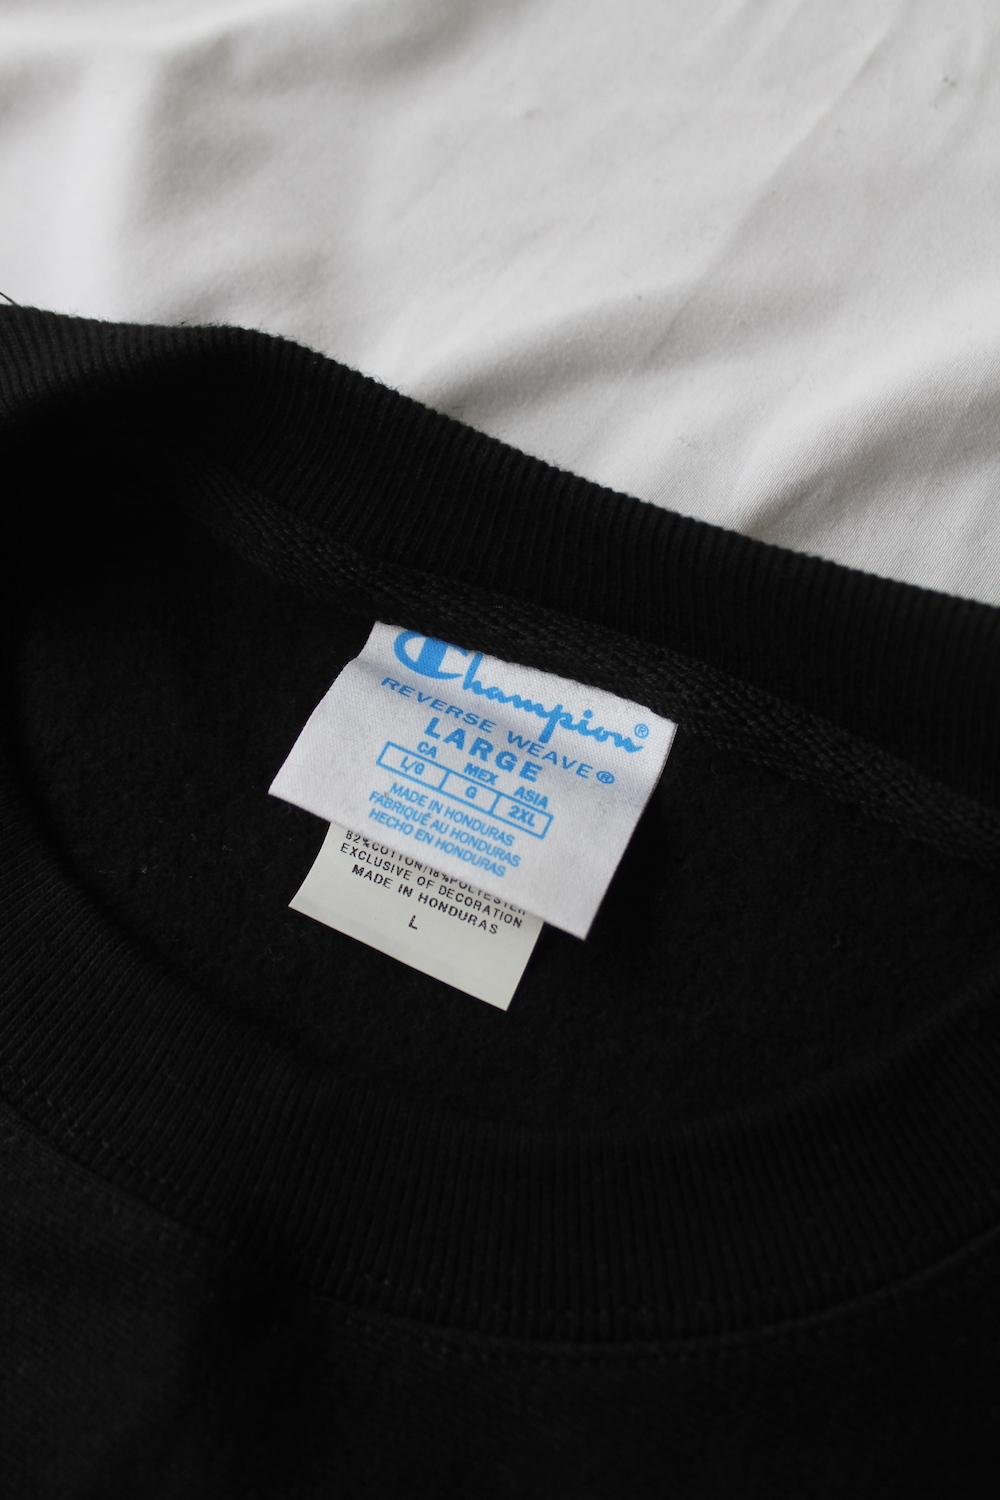 Champion®
REVERSE WEAVE®
LARGE
CA MEX ASIA
L/G G 2XL
MADE IN HONDURAS
FABRIQUÉ AU HONDURAS
HECHO EN HONDURAS
82%COTTON/18%POLYESTER
EXCLUSIVE OF DECORATION
MADE IN HONDURAS
L